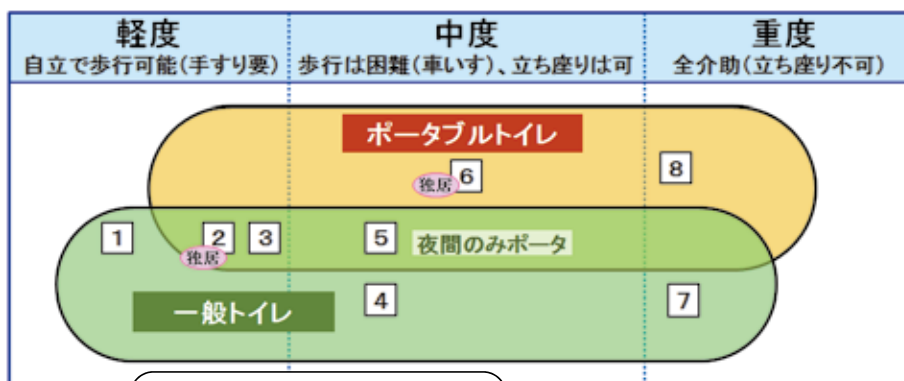 軽度
自立で歩行可能(手すり要)
中度
歩行は困難(車いす)、立ち座りは可
重度
全介助(立ち座り不可)
ポータブルトイレ
独居
6
8
1
2
独居
3
5
夜間のみポータ
一般トイレ
4
7